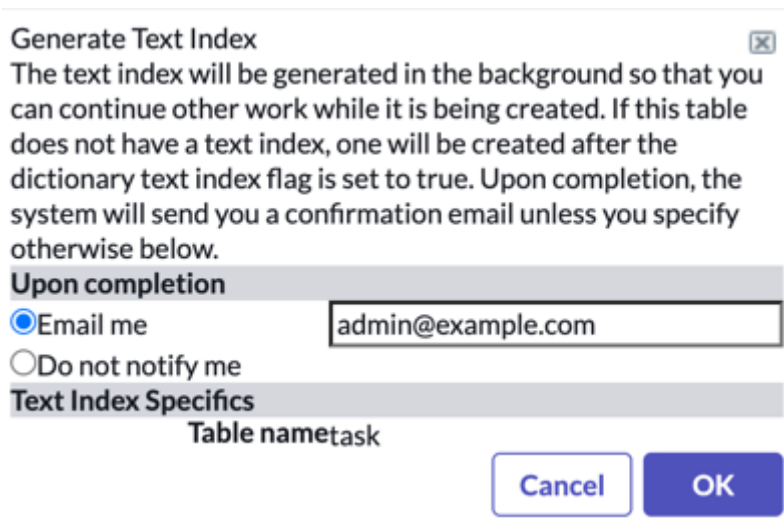 Generate Text Index
The text index will be generated in the background so that you
can continue other work while it is being created. If this table
does not have a text index, one will be created after the
dictionary text index flag is set to true. Upon completion, the
system will send you a confirmation email unless you specify
otherwise below.
Upon completion
Email me admin@example.com
Do not notify me
Text Index Specifics
Table name task
Cancel OK